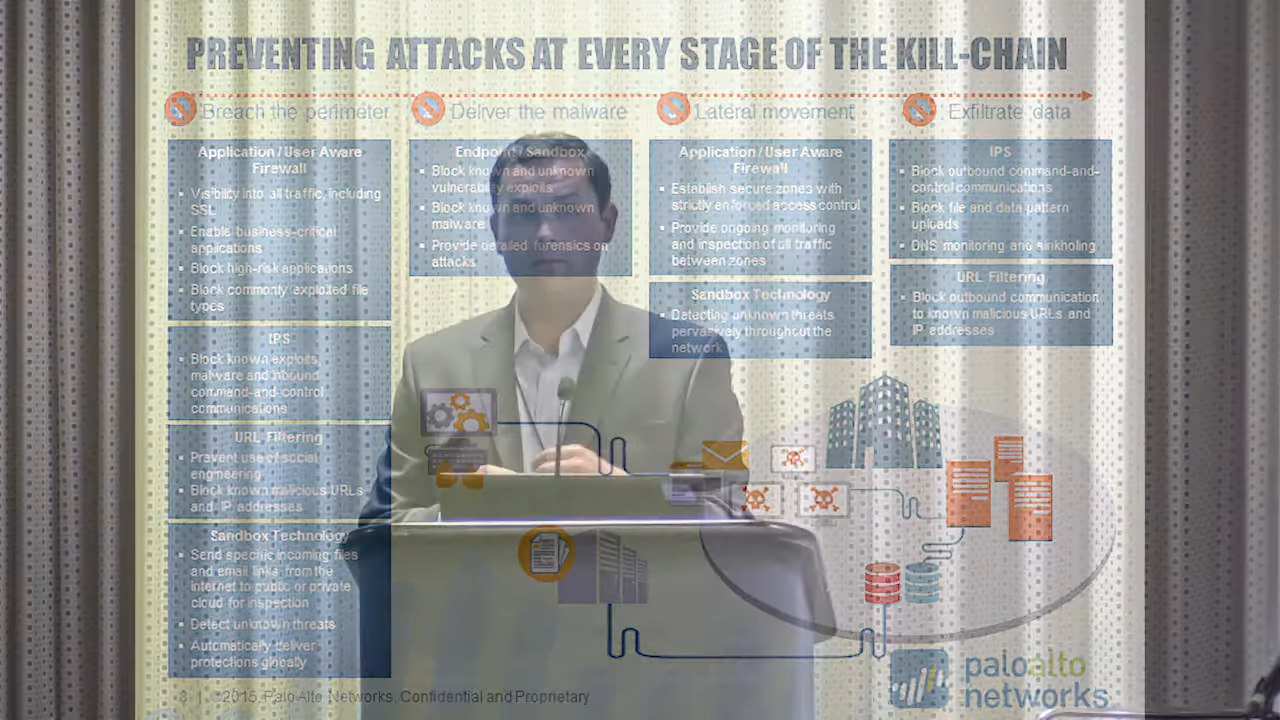 PREVENTING ATTACKS AT EVERY STAGE OF THE KILL-CHAIN
Breach the perimeter
Deliver the malware
Lateral movement
Exfiltrate data
Application / User Aware
Firewall
▪ Visibility into all traffic, including
SSL
▪ Enable business-critical
applications
▪ Block high-risk applications
▪ Block commonly exploited file
types
IPS
▪ Block known exploits,
malware and inbound
command-and-control
communications
URL Filtering
▪ Prevent use of social
engineering
▪ Block known malicious URLs
and IP addresses
Sandbox Technology
▪ Send specific incoming files
and email links from the
internet to public or private
cloud for inspection
▪ Detect unknown threats
▪ Automatically deliver
protections globally
Endpoint / Sandbox
▪ Block known and unknown
vulnerability exploits
▪ Block known and unknown
malware
▪ Provide detailed forensics on
attacks
Application / User Aware
Firewall
▪ Establish secure zones with
strictly enforced access control
▪ Provide ongoing monitoring
and inspection of all traffic
between zones
Sandbox Technology
▪ Detecting unknown threats
pervasively throughout the
network
IPS
▪ Block outbound command-and-
control communications
▪ Block file and data pattern
uploads
▪ DNS monitoring and sinkholing
URL Filtering
▪ Block outbound communication
to known malicious URLs and
IP addresses
8 | ©2015, Palo Alto Networks. Confidential and Proprietary
paloalto
networks